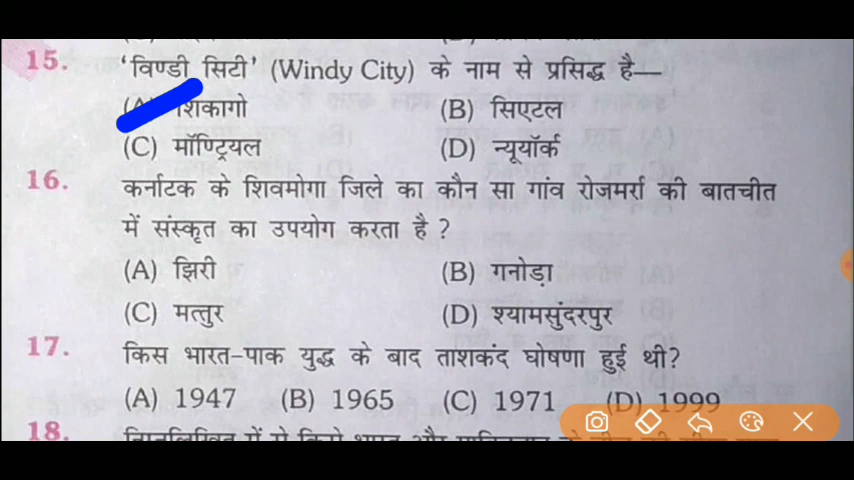 15. 'विण्डी सिटी' (Windy City) के नाम से प्रसिद्ध है—
(A) शिकागो (B) सिएटल
(C) मॉण्ट्रियल (D) न्यूयॉर्क
16. कर्नाटक के शिवमोगा जिले का कौन सा गांव रोजमर्रा की बातचीत
में संस्कृत का उपयोग करता है ?
(A) झिरी (B) गनोड़ा
(C) मत्तुर (D) श्यामसुंदरपुर
17. किस भारत-पाक युद्ध के बाद ताशकंद घोषणा हुई थी?
(A) 1947 (B) 1965 (C) 1971 (D) 1999
18.